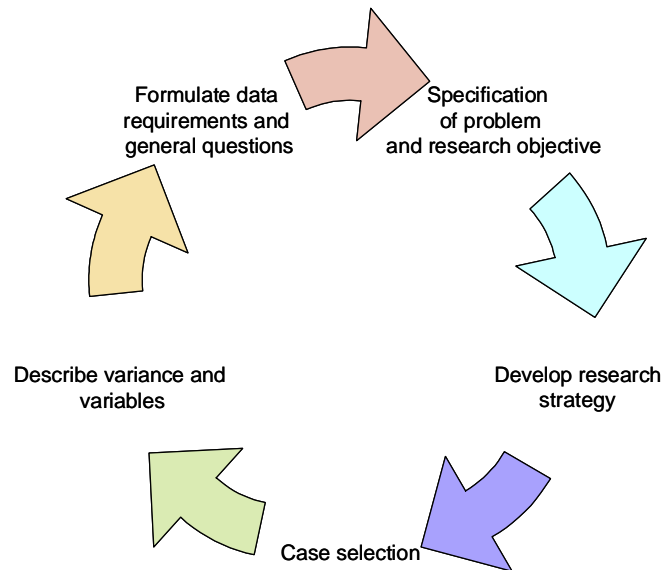 Formulate data
requirements and
general questions
Specification
of problem
and research objective
Describe variance and
variables
Develop research
strategy
Case selection